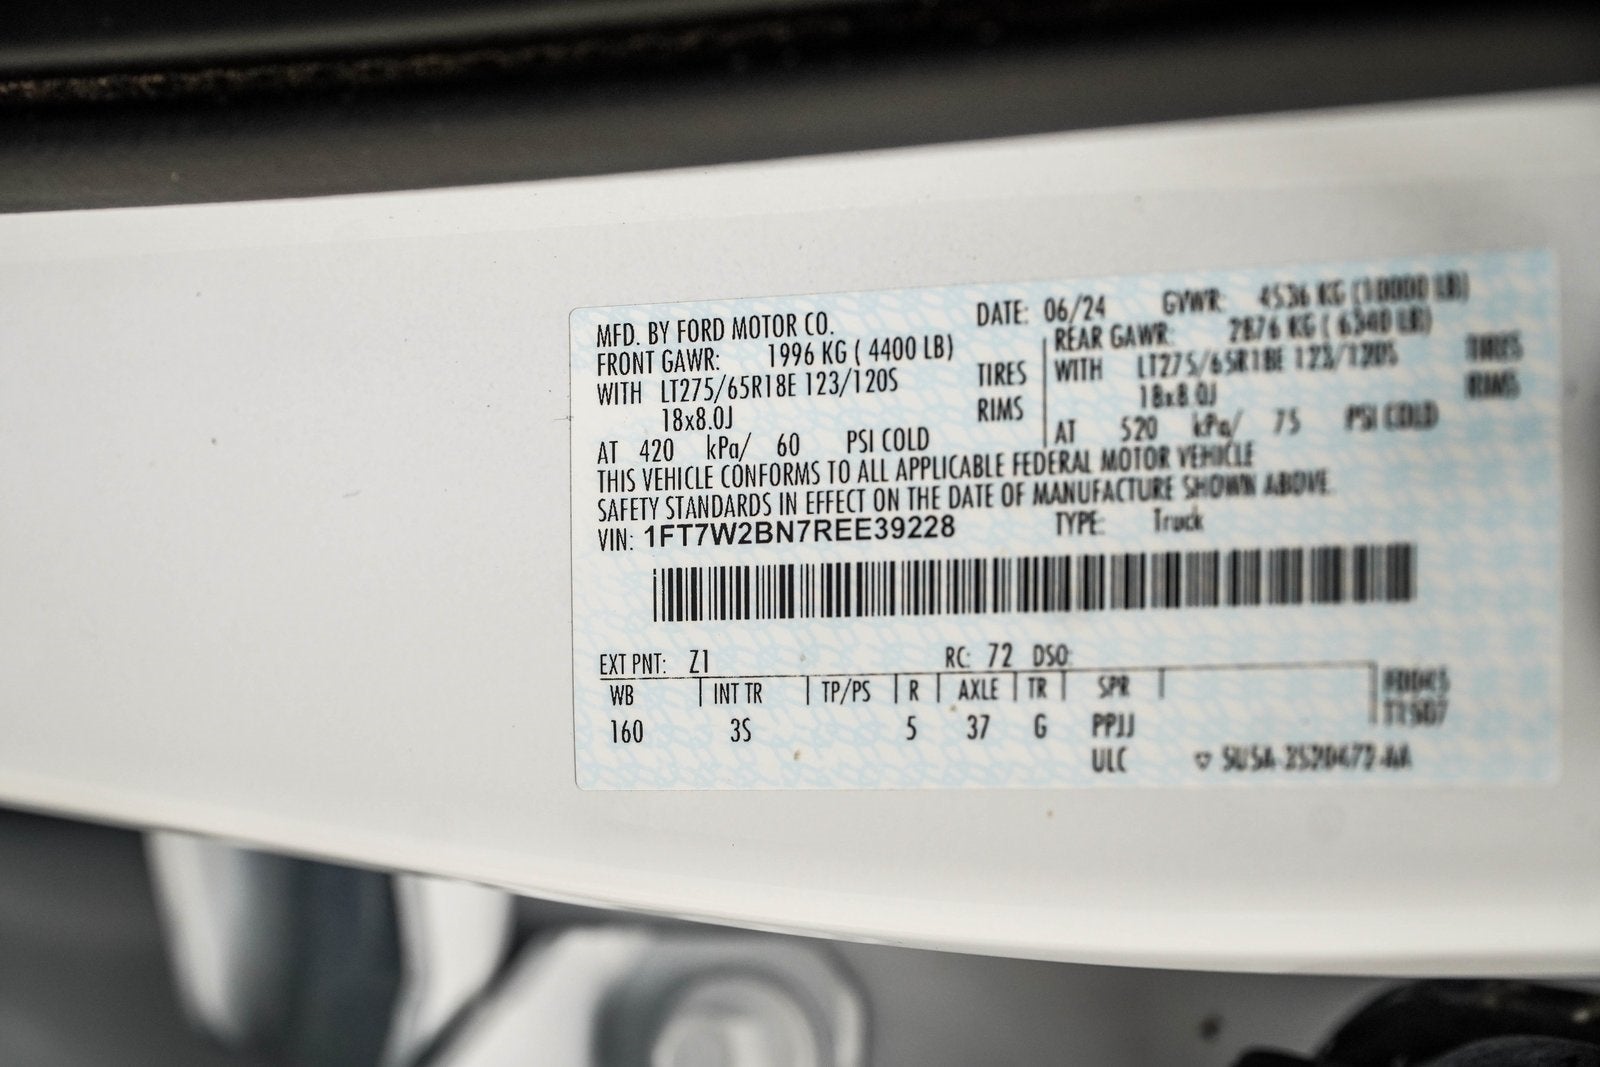 MFD. BY FORD MOTOR CO. DATE: 06/24 GVWR: 4536 KG (10000 LB)
FRONT GAWR: 1996 KG ( 4400 LB) REAR GAWR: 2876 KG ( 6340 LB)
WITH LT275/65R18E 123/120S TIRES WITH LT275/65R18E 123/120S TIRES
18x8.0J RIMS 18x8.0J RIMS
AT 420 kPa/ 60 PSI COLD AT 520 kPa/ 75 PSI COLD
THIS VEHICLE CONFORMS TO ALL APPLICABLE FEDERAL MOTOR VEHICLE
SAFETY STANDARDS IN EFFECT ON THE DATE OF MANUFACTURE SHOWN ABOVE.
VIN: 1FT7W2BN7REE39228 TYPE: Truck
EXT PNT: Z1 RC: 72 DSO:
WB INT TR TP/PS R AXLE TR SPR
160 3S 5 37 G PPJJ
ULC